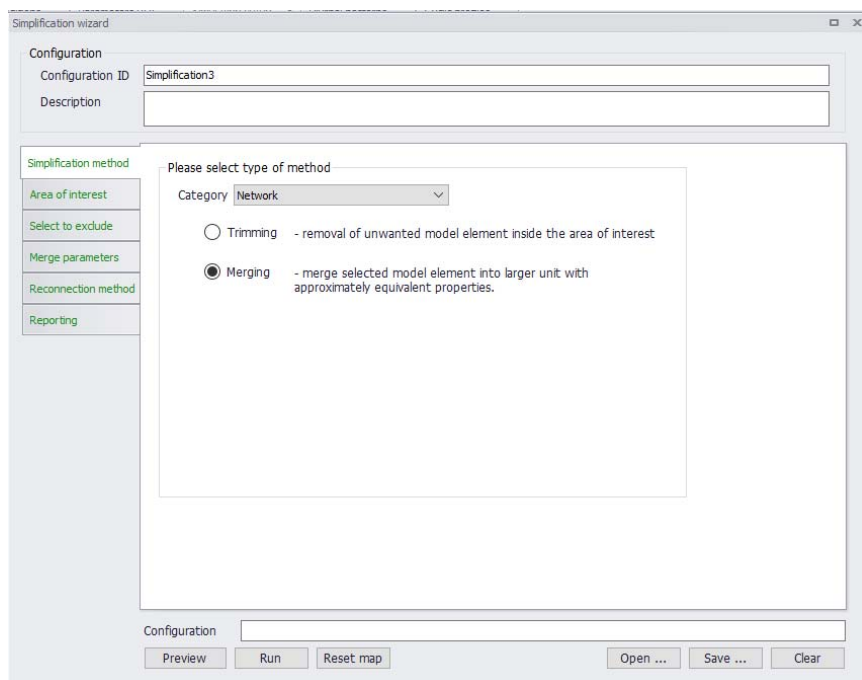 Simplification wizard
Configuration
Configuration ID Simplification3
Description
Simplification method
Area of interest
Select to exclude
Merge parameters
Reconnection method
Reporting
Please select type of method
Category Network
Trimming - removal of unwanted model element inside the area of interest
Merging - merge selected model element into larger unit with
approximately equivalent properties.
Configuration
Preview Run Reset map Open ... Save ... Clear